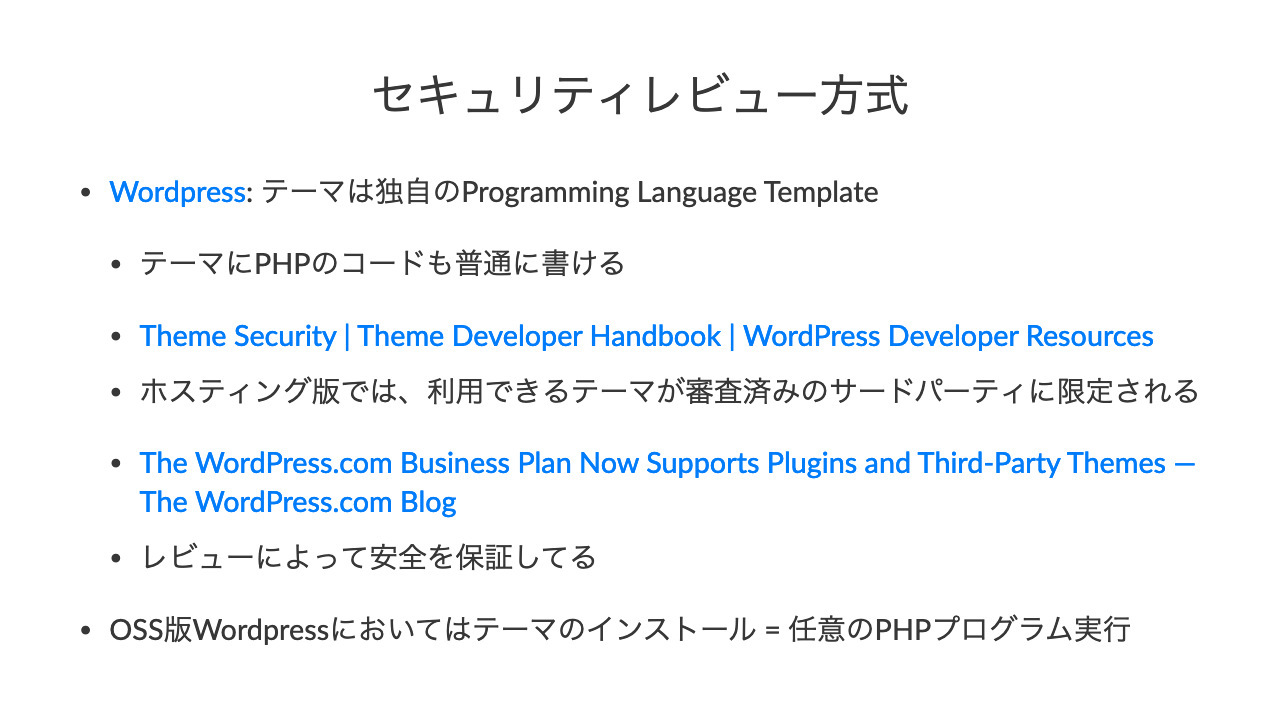 セキュリティレビュー方式
• Wordpress: テーマは独自のProgramming Language Template
• テーマにPHPのコードも普通に書ける
• Theme Security | Theme Developer Handbook | WordPress Developer Resources
• ホスティング版では、利用できるテーマが審査済みのサードパーティに限定される
• The WordPress.com Business Plan Now Supports Plugins and Third-Party Themes —
The WordPress.com Blog
• レビューによって安全を保証してる
• OSS版Wordpressにおいてはテーマのインストール = 任意のPHPプログラム実行